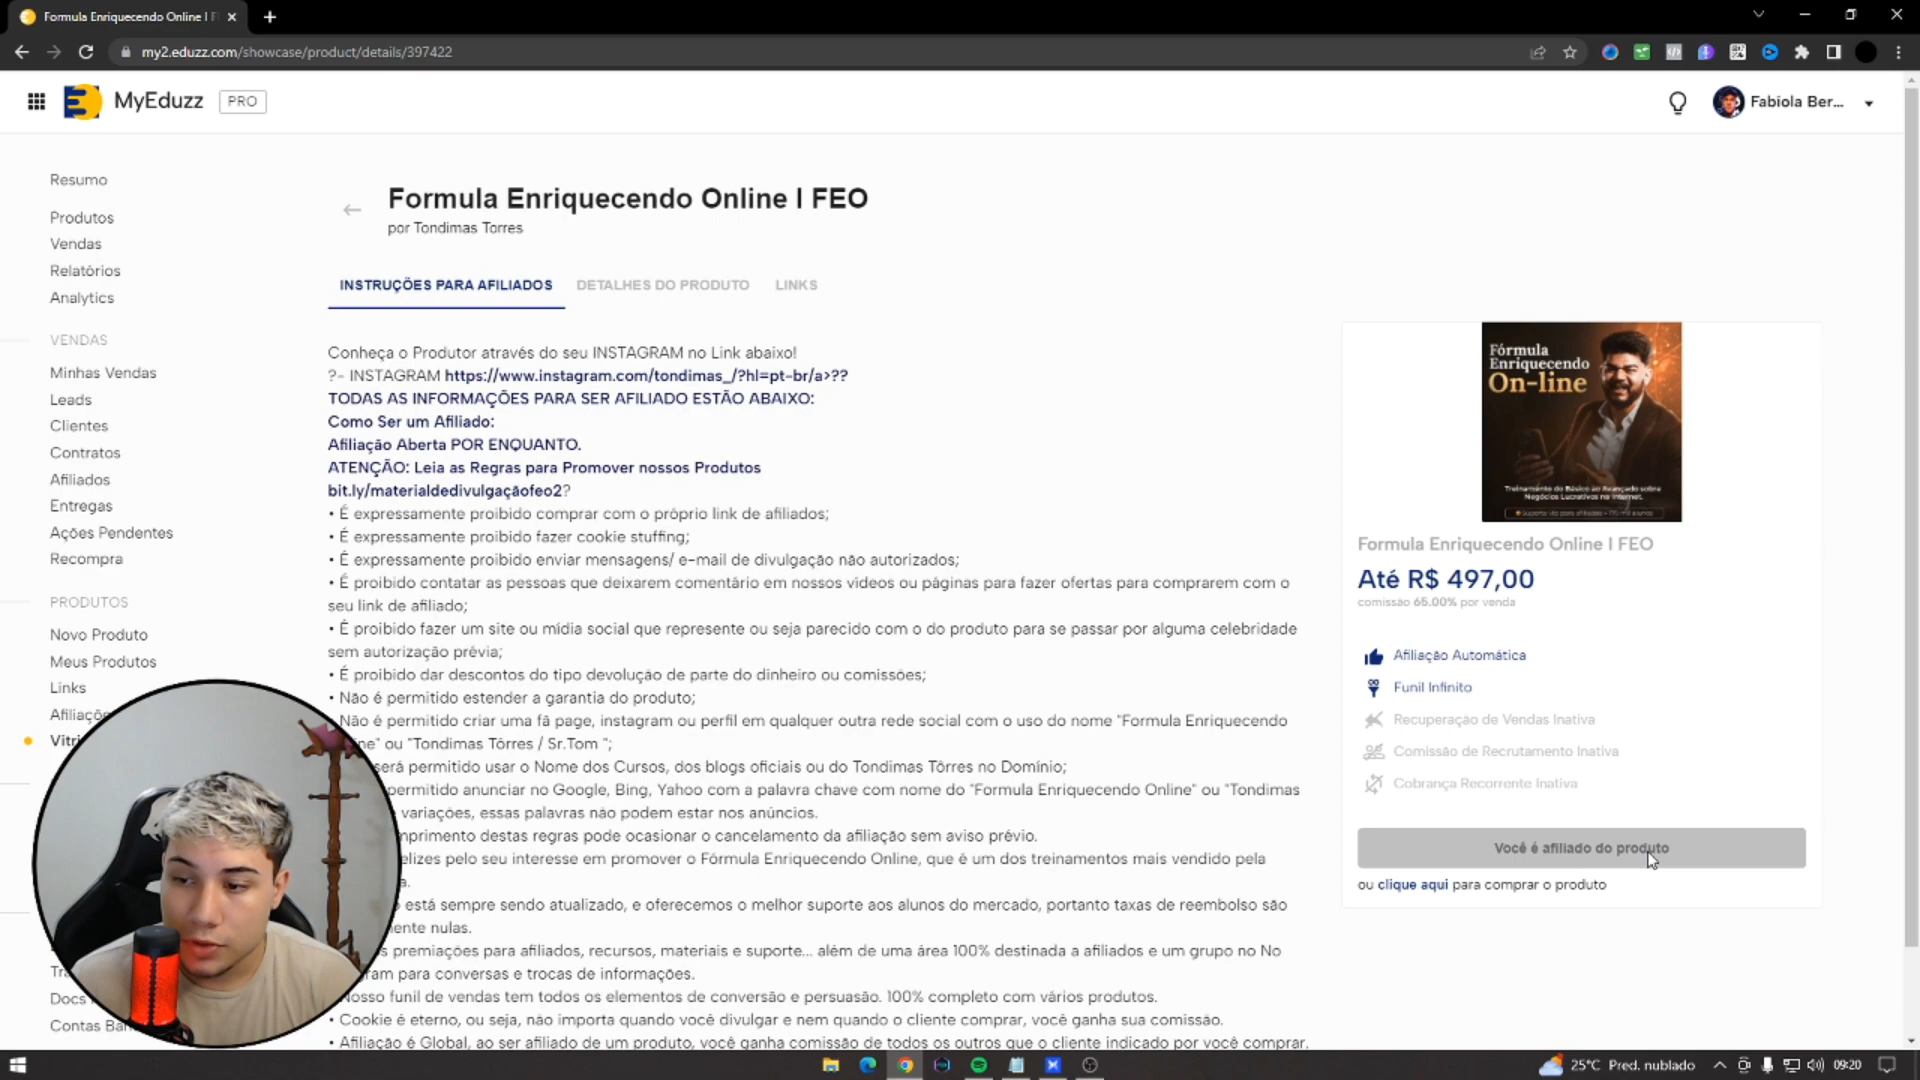 Formula Enriquecendo Online I F
my2.eduzz.com/showcase/product/details/397422
MyEduzz PRO
Fabiola Ber...
Resumo
Produtos
Vendas
Relatórios
Analytics
VENDAS
Minhas Vendas
Leads
Clientes
Contratos
Afiliados
Entregas
Ações Pendentes
Recompra
PRODUTOS
Novo Produto
Meus Produtos
Links
Afiliaçõe
Vitri
Docs
Contas Ban
Formula Enriquecendo Online I FEO
por Tondimas Torres
INSTRUÇÕES PARA AFILIADOS DETALHES DO PRODUTO LINKS
Conheça o Produtor através do seu INSTAGRAM no Link abaixo!
?- INSTAGRAM https://www.instagram.com/tondimas_/?hl=pt-br/a>??
TODAS AS INFORMAÇÕES PARA SER AFILIADO ESTÃO ABAIXO:
Como Ser um Afiliado:
Afiliação Aberta POR ENQUANTO.
ATENÇÃO: Leia as Regras para Promover nossos Produtos
bit.ly/materialdedivulgaçãofeo2?
• É expressamente proibido comprar com o próprio link de afiliados;
• É expressamente proibido fazer cookie stuffing;
• É expressamente proibido enviar mensagens/ e-mail de divulgação não autorizados;
• É proibido contatar as pessoas que deixarem comentário em nossos vídeos ou páginas para fazer ofertas para comprarem com o
seu link de afiliado;
• É proibido fazer um site ou mídia social que represente ou seja parecido com o do produto para se passar por alguma celebridade
sem autorização prévia;
• É proibido dar descontos do tipo devolução de parte do dinheiro ou comissões;
• Não é permitido estender a garantia do produto;
Não é permitido criar uma fã page, instagram ou perfil em qualquer outra rede social com o uso do nome "Formula Enriquecendo
ne" ou "Tondimas Tôrres / Sr.Tom ";
será permitido usar o Nome dos Cursos, dos blogs oficiais ou do Tondimas Tôrres no Domínio;
permitido anunciar no Google, Bing, Yahoo com a palavra chave com nome do "Formula Enriquecendo Online" ou "Tondimas
variações, essas palavras não podem estar nos anúncios.
mprimento destas regras pode ocasionar o cancelamento da afiliação sem aviso prévio.
elizes pelo seu interesse em promover o Fórmula Enriquecendo Online, que é um dos treinamentos mais vendido pela
a.
está sempre sendo atualizado, e oferecemos o melhor suporte aos alunos do mercado, portanto taxas de reembolso são
mente nulas.
s premiações para afiliados, recursos, materiais e suporte... além de uma área 100% destinada a afiliados e um grupo no No
gram para conversas e trocas de informações.
Nosso funil de vendas tem todos os elementos de conversão e persuasão. 100% completo com vários produtos.
• Cookie é eterno, ou seja, não importa quando você divulgar e nem quando o cliente comprar, você ganha sua comissão.
• Afiliação é Global, ao ser afiliado de um produto, você ganha comissão de todos os outros que o cliente indicado por você comprar.
Fórmula
Enriquecendo
On-line
Treinamento do Básico ao Avançado sobre
Negócios Lucrativos na Internet.
Formula Enriquecendo Online I FEO
Até R$ 497,00
comissão 65.00% por venda
Afiliação Automática
Funil Infinito
Recuperação de Vendas Inativa
Comissão de Recrutamento Inativa
Cobrança Recorrente Inativa
Você é afiliado do produto
ou clique aqui para comprar o produto
25°C Pred. nublado
09:20